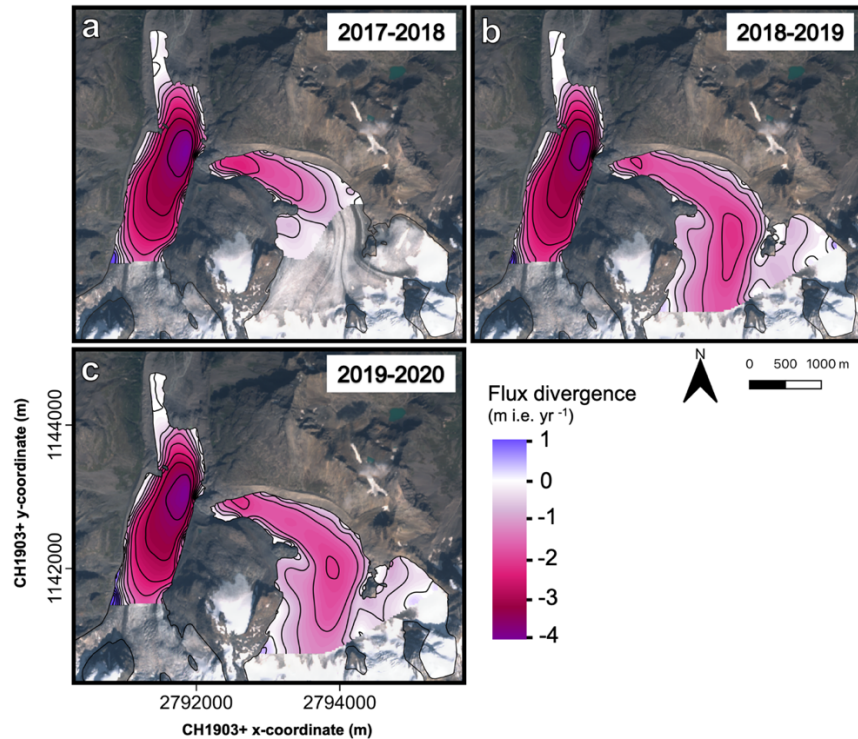 a
2017-2018
b
2018-2019
c
2019-2020
N
0 500 1000 m
Flux divergence
(m i.e. yr -1)
1
0
-1
-2
-3
-4
1144000
1142000
CH1903+ y-coordinate (m)
2792000 2794000
CH1903+ x-coordinate (m)